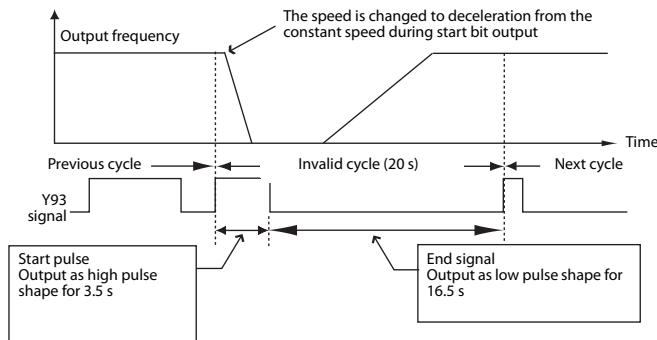 The speed is changed to deceleration from the
constant speed during start bit output
Output frequency
Time
Previous cycle
Invalid cycle (20 s)
Next cycle
Y93
signal
Start pulse
Output as high pulse
shape for 3.5 s
End signal
Output as low pulse shape for
16.5 s